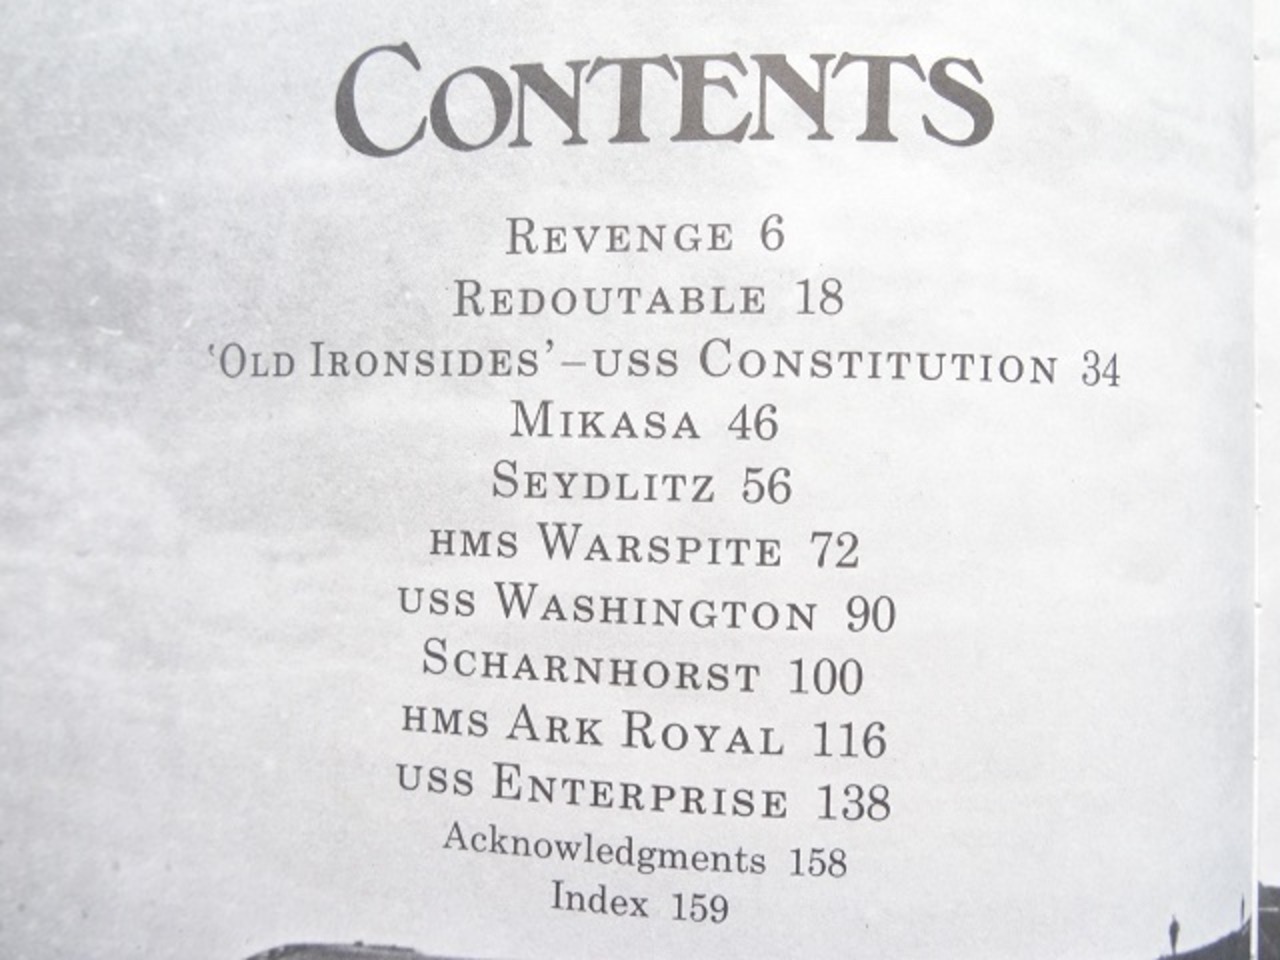 CONTENTS
REVENGE 6
REDOUTABLE 18
‘OLD IRONSIDES’–USS CONSTITUTION 34
MIKASA 46
SEYDLITZ 56
HMS WARSPITE 72
USS WASHINGTON 90
SCHARNHORST 100
HMS ARK ROYAL 116
USS ENTERPRISE 138
Acknowledgments 158
Index 159